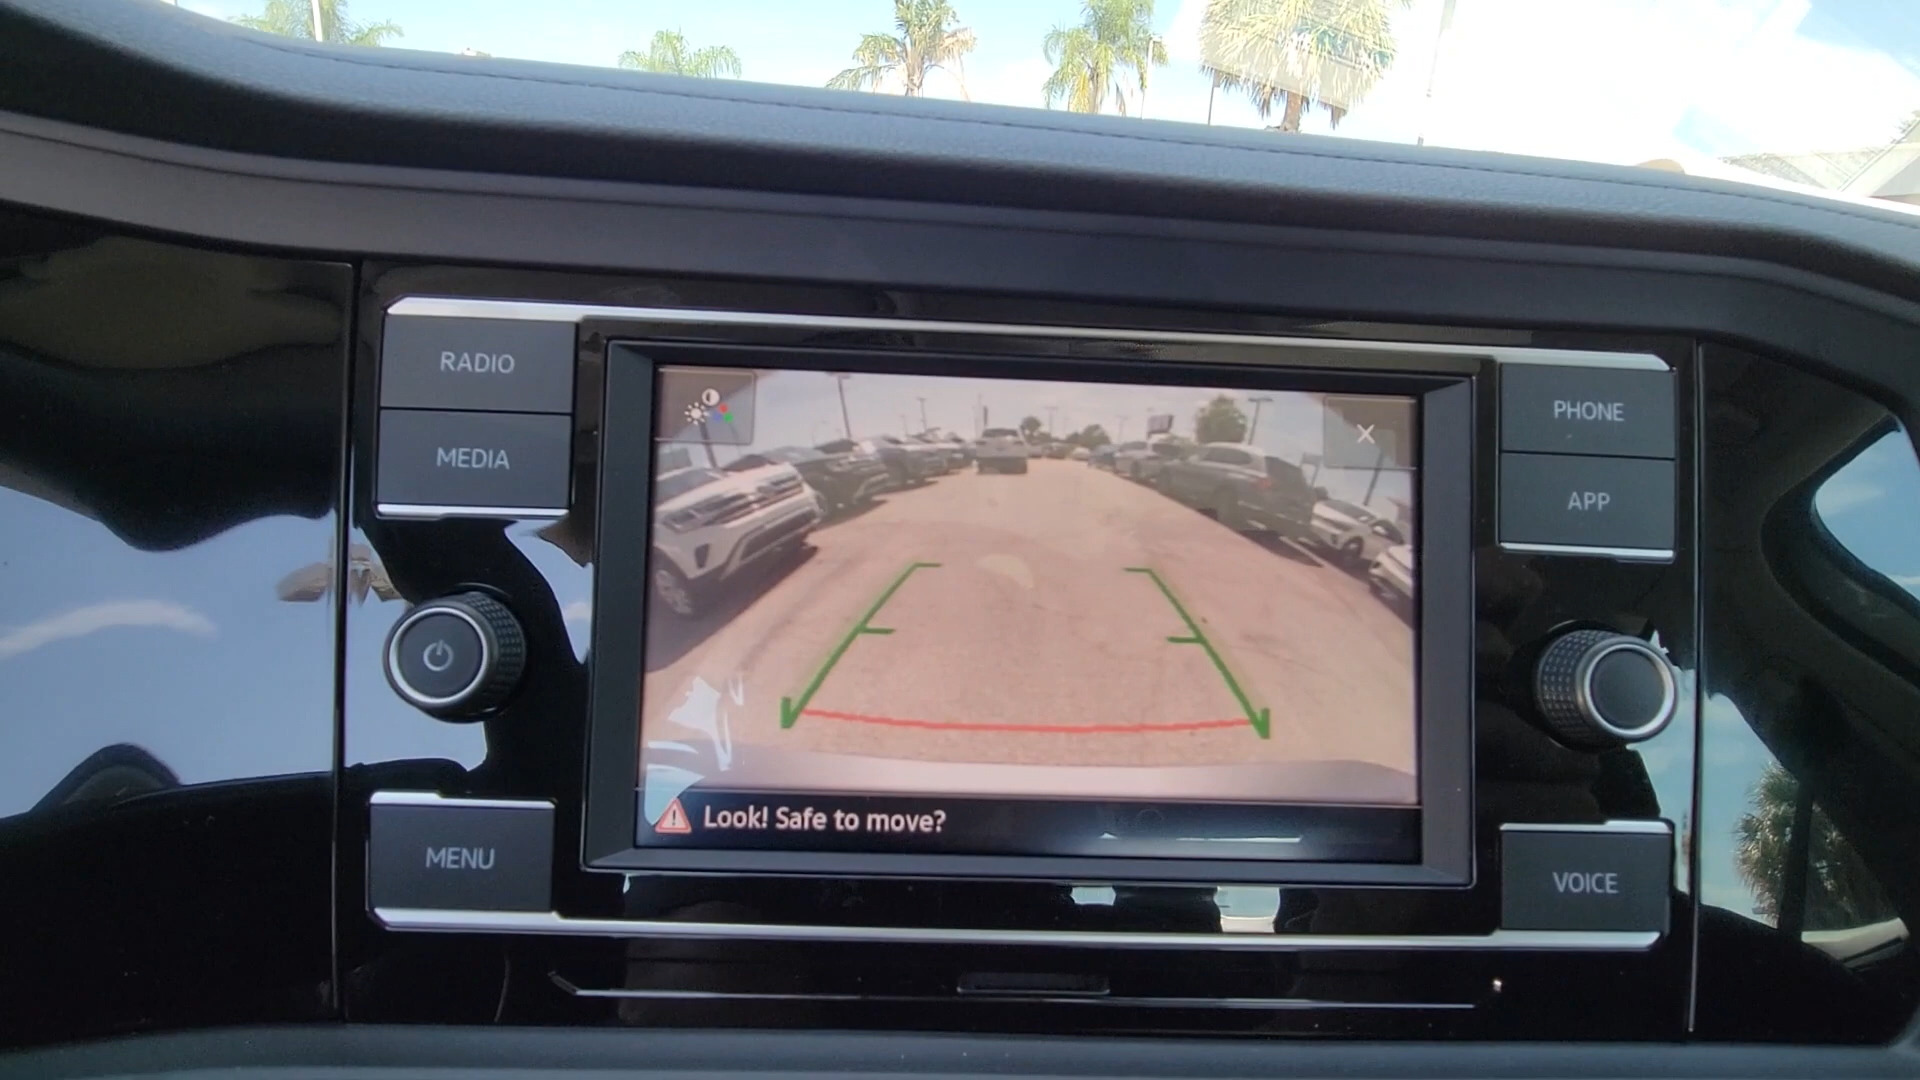 RADIO
MEDIA
MENU
Look! Safe to move?
PHONE
APP
VOICE